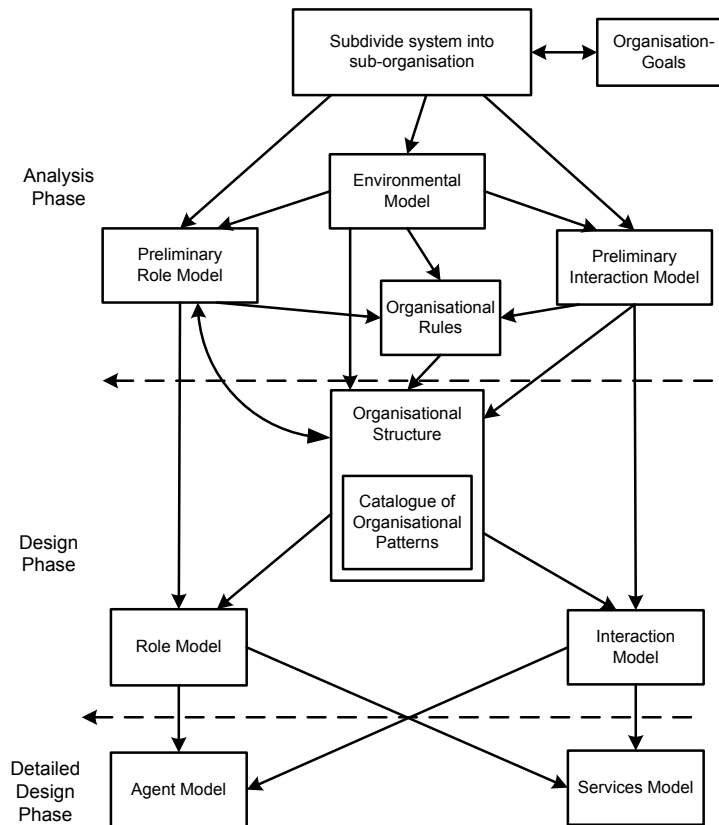 Subdivide system into
sub-organisation
Organisation-
Goals
Analysis
Phase
Environmental
Model
Preliminary
Role Model
Preliminary
Interaction Model
Organisational
Rules
Organisational
Structure
Catalogue of
Organisational
Patterns
Design
Phase
Role Model
Interaction
Model
Detailed
Design
Phase
Agent Model
Services Model